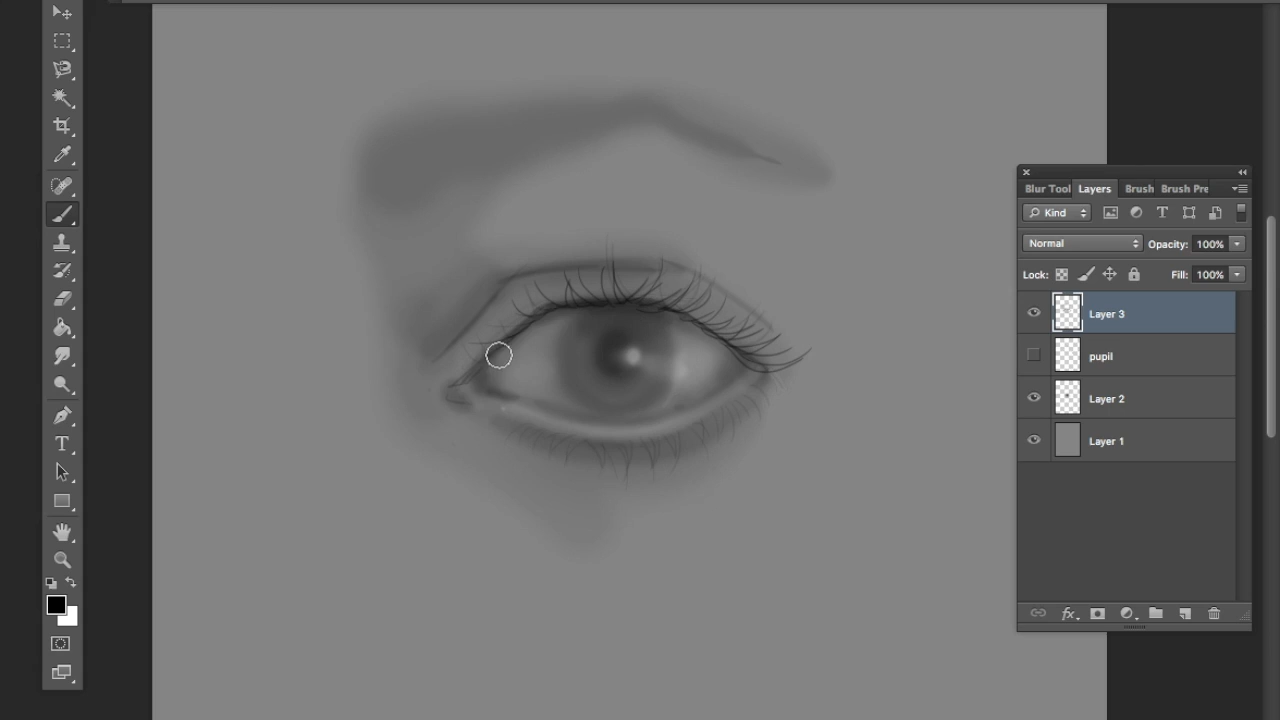 Blur Tool Layers Brush Brush Pre
Kind
Normal Opacity: 100%
Lock: Fill: 100%
Layer 3
pupil
Layer 2
Layer 1
fx